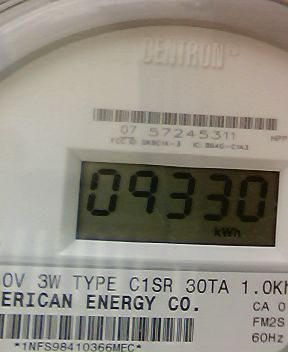 CENTRON®
07 57245311
09330
kWh
0V 3W TYPE C1SR 30TA 1.0Kh
ERICAN ENERGY CO.
CA 0
FM2S
60Hz
*1NFS98410366MEC*